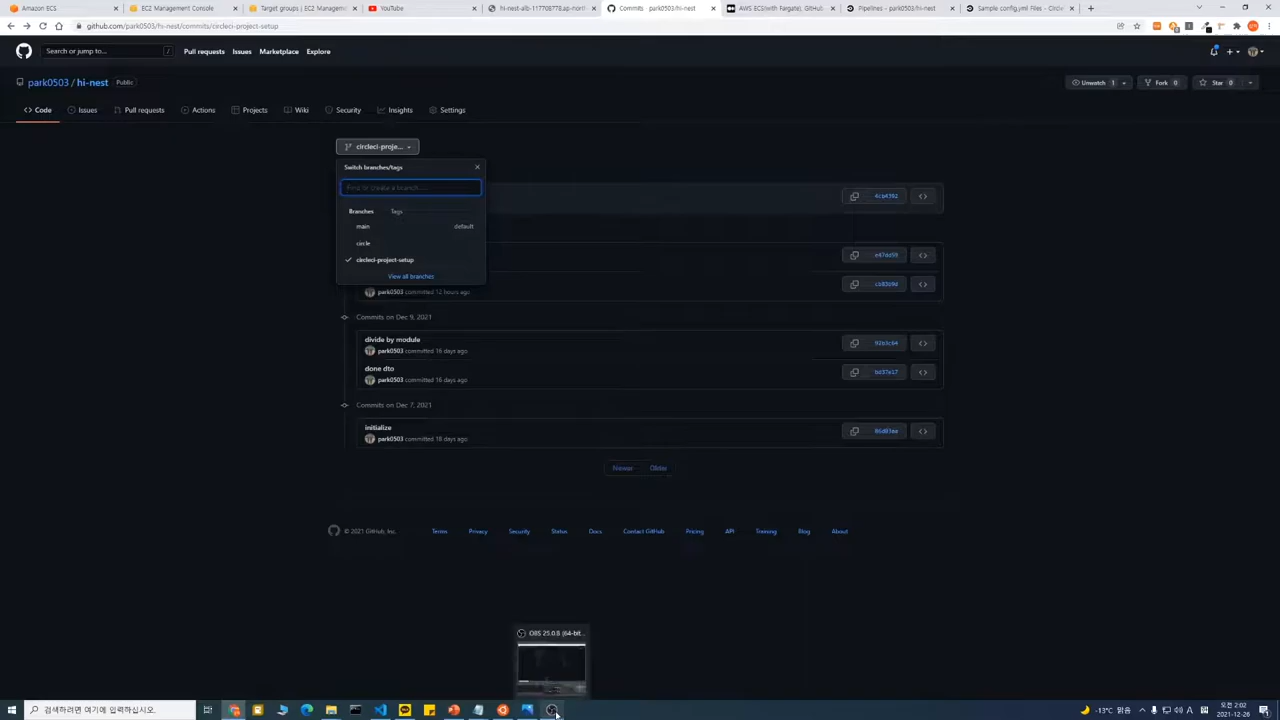 Amazon ECS
EC2 Management Console
Target groups | EC2 Manageme
YouTube
hi-nest-alb-117708778.ap-north
Commits · park0503/hi-nest
AWS ECS(with Fargate), GitHub
Pipelines - park0503/hi-nest
Sample config.yml Files - Circle
github.com/park0503/hi-nest/commits/circleci-project-setup
Search or jump to...
/
Pull requests
Issues
Marketplace
Explore
park0503 / hi-nest
Public
Unwatch 1
Fork 0
Star 0
Code
Issues
Pull requests
Actions
Projects
Wiki
Security
Insights
Settings
circleci-proje...
Switch branches/tags
Find or create a branch...
Branches
Tags
main
default
circle
circleci-project-setup
View all branches
4cb4392
park0503 committed 12 hours ago
Commits on Dec 9, 2021
divide by module
park0503 committed 16 days ago
done dto
park0503 committed 16 days ago
Commits on Dec 7, 2021
initialize
park0503 committed 18 days ago
Newer
Older
© 2021 GitHub, Inc.
Terms
Privacy
Security
Status
Docs
Contact GitHub
Pricing
API
Training
Blog
About
OBS 25.0.8 (64-bit...
검색하려면 여기에 입력하십시오.
-13°C 맑음
A
오전 2:02
2021-12-26